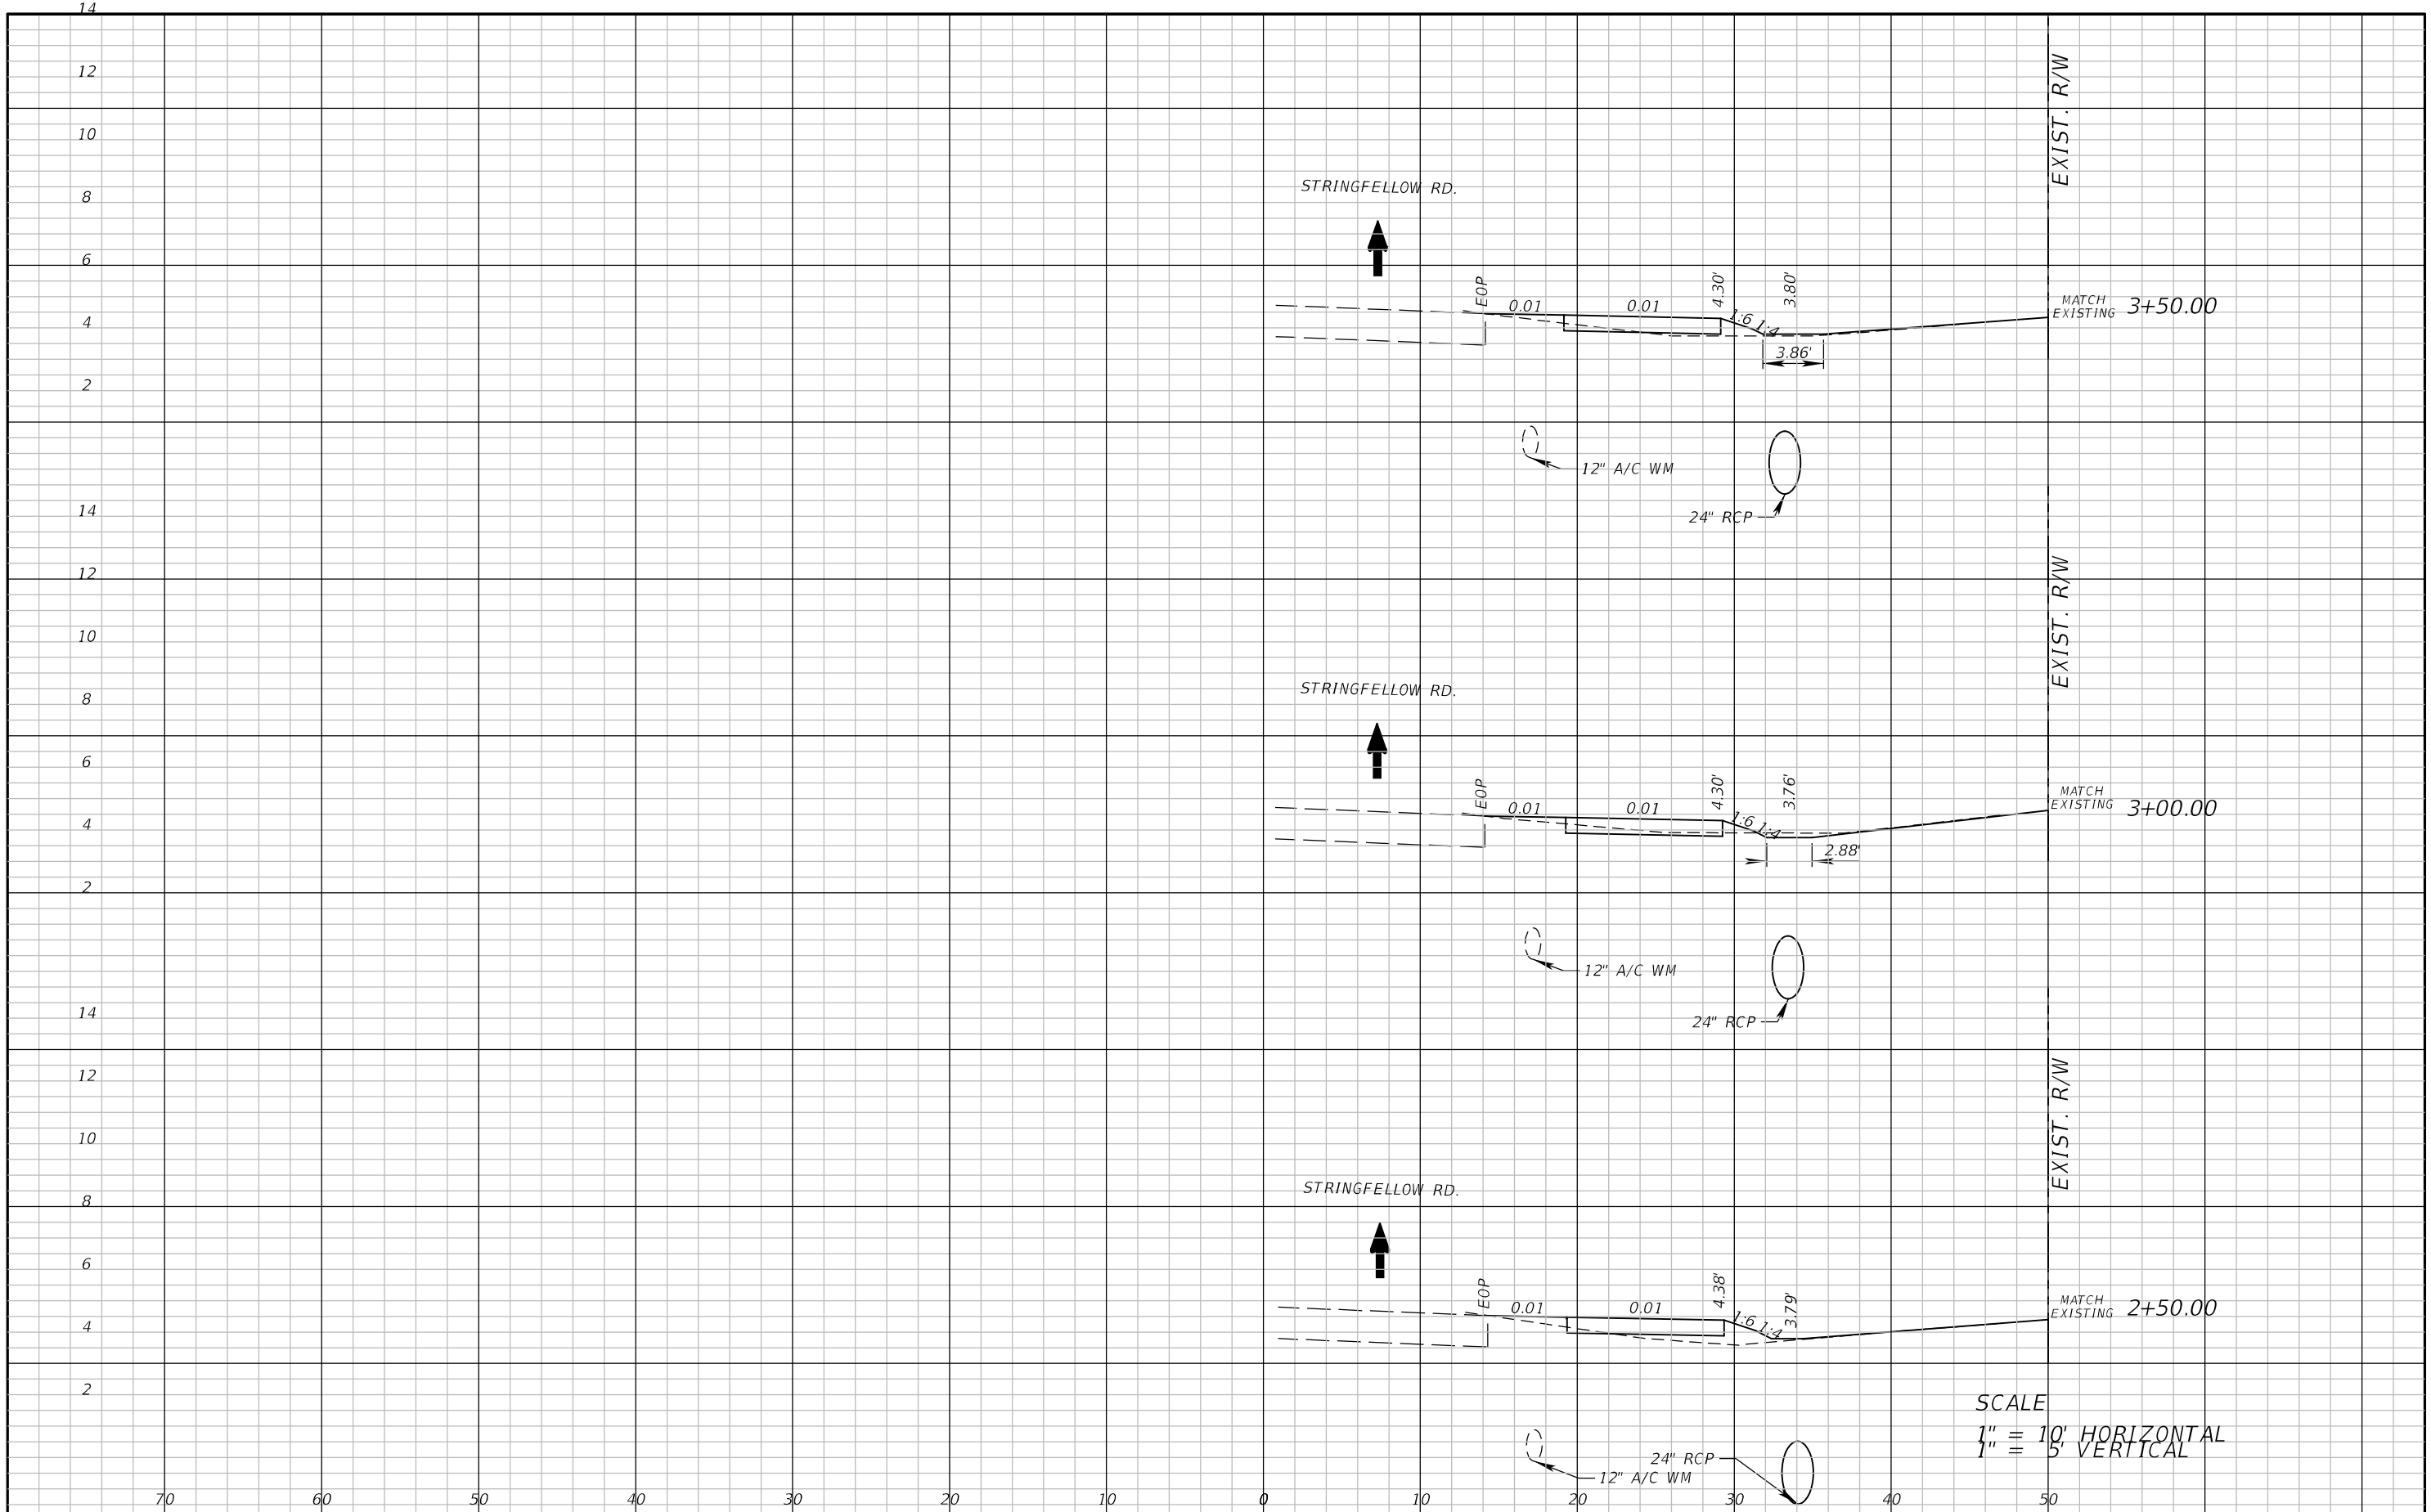 14
12
10
8
6
4
2
EXIST. R/W
STRINGFELLOW RD.
EOP
0.01
0.01
4.30'
1:6
1:4
3.80'
3.86'
MATCH
EXISTING
3+50.00
12" A/C WM
24" RCP
14
12
10
8
6
4
2
EXIST. R/W
STRINGFELLOW RD.
EOP
0.01
0.01
4.30'
1:6
1:4
3.76'
2.88'
MATCH
EXISTING
3+00.00
12" A/C WM
24" RCP
14
12
10
8
6
4
2
EXIST. R/W
STRINGFELLOW RD.
EOP
0.01
0.01
4.38'
1:6
1:4
3.79'
MATCH
EXISTING
2+50.00
24" RCP
12" A/C WM
SCALE
1" = 10' HORIZONTAL
1" = 5' VERTICAL
70 60 50 40 30 20 10 0 10 20 30 40 50